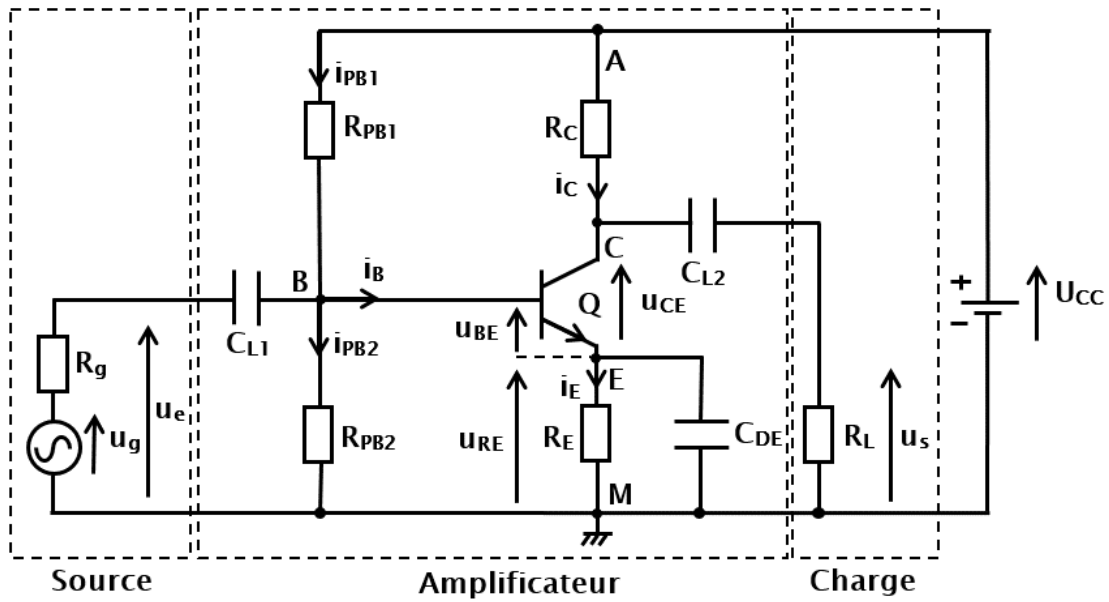 A
iPB1
RPB1
RC
iC
C
CL2
B
iB
Q
uCE
UCC
+
−
CL1
iPB2
uBE
Rg
ue
ug
RPB2
iE
E
uRE
RE
CDE
RL
us
M
Source
Amplificateur
Charge